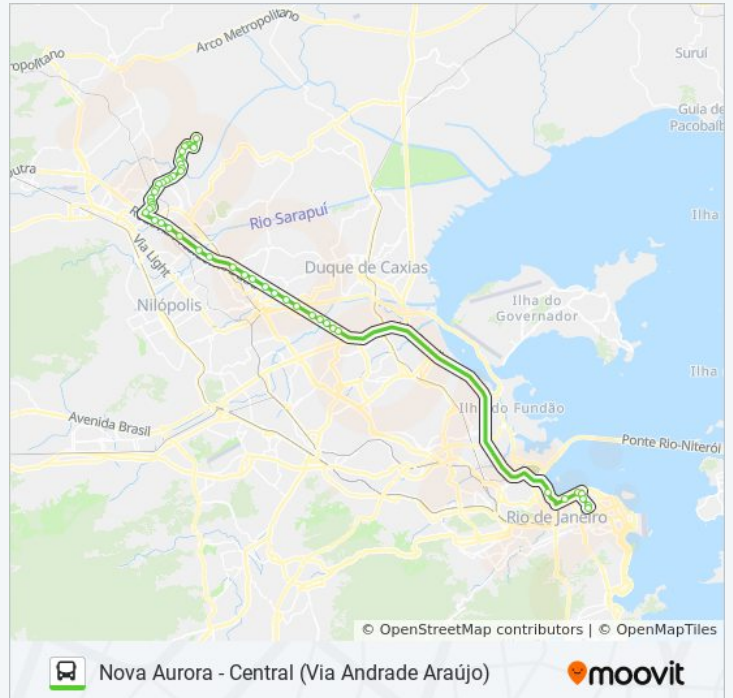 Arco Metropolitano
opolitano
Suruí
Guia de
Pacobaíb
utra
Ilha
Rio Sarapuí
Via Light
Duque de Caxias
Ilha do
Governador
Nilópolis
Ilha
Avenida Brasil
Ilha do Fundão
Ponte Rio-Niterói
Rio de Janeiro
© OpenStreetMap contributors | © OpenMapTiles
Nova Aurora - Central (Via Andrade Araújo)
moovit